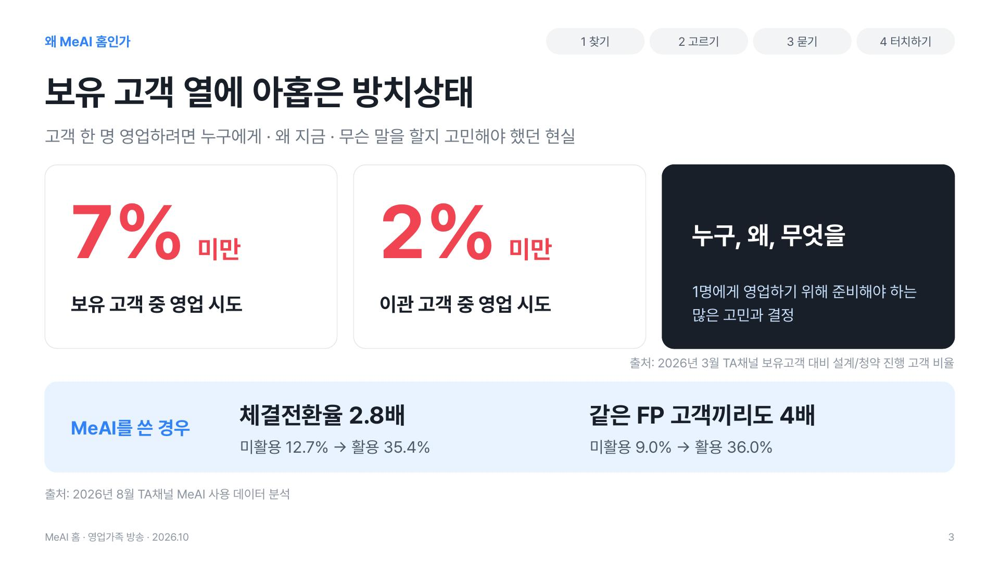 왜 MeAI 홈인가
1 찾기
2 고르기
3 묻기
4 터치하기
보유 고객 열에 아홉은 방치상태
고객 한 명 영업하려면 누구에게 · 왜 지금 · 무슨 말을 할지 고민해야 했던 현실
7% 미만
보유 고객 중 영업 시도
2% 미만
이관 고객 중 영업 시도
누구, 왜, 무엇을
1명에게 영업하기 위해 준비해야 하는
많은 고민과 결정
출처: 2026년 3월 TA채널 보유고객 대비 설계/청약 진행 고객 비율
MeAI를 쓴 경우
체결전환율 2.8배
미활용 12.7% → 활용 35.4%
같은 FP 고객끼리도 4배
미활용 9.0% → 활용 36.0%
출처: 2026년 8월 TA채널 MeAI 사용 데이터 분석
MeAI 홈 · 영업가족 방송 · 2026.10
3